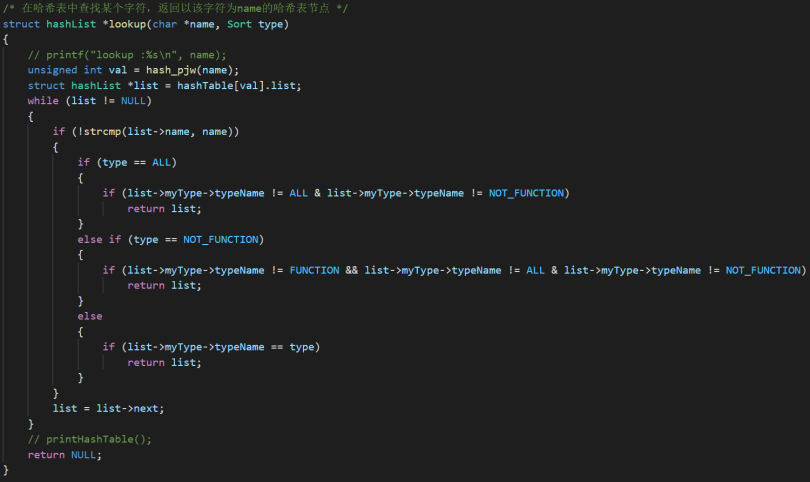 /* 在哈希表中查找某个字符，返回以该字符为name的哈希表节点 */
struct hashList *lookup(char *name, Sort type)
{
    // printf("lookup :%s\n", name);
    unsigned int val = hash_pjw(name);
    struct hashList *list = hashTable[val].list;
    while (list != NULL)
    {
        if (!strcmp(list->name, name))
        {
            if (type == ALL)
            {
                if (list->myType->typeName != ALL & list->myType->typeName != NOT_FUNCTION)
                    return list;
            }
            else if (type == NOT_FUNCTION)
            {
                if (list->myType->typeName != FUNCTION && list->myType->typeName != ALL & list->myType->typeName != NOT_FUNCTION)
                    return list;
            }
            else
            {
                if (list->myType->typeName == type)
                    return list;
            }
        }
        list = list->next;
    }
    // printHashTable();
    return NULL;
}